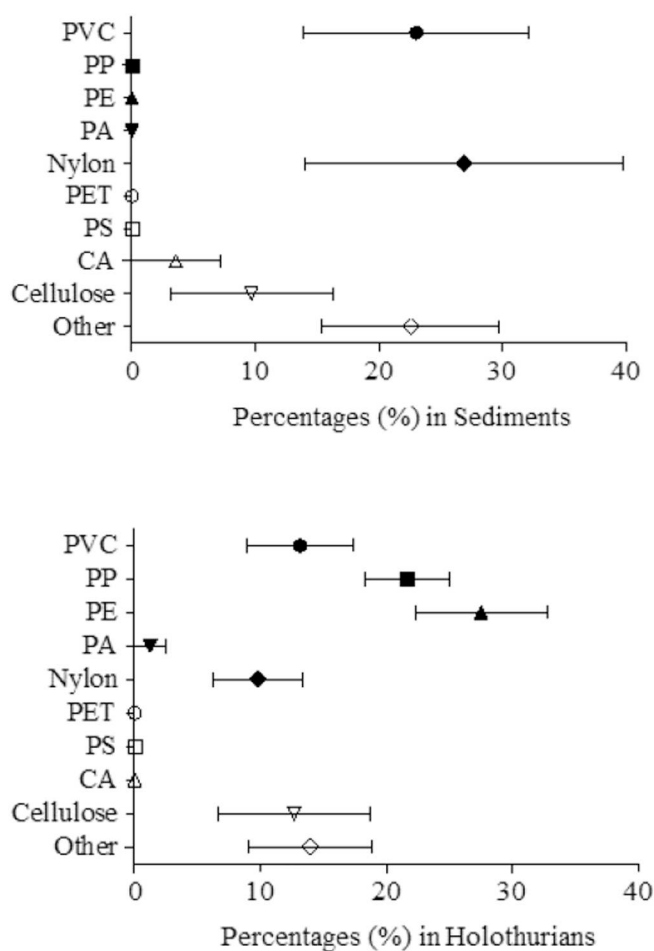 PVC
PP
PE
PA
Nylon
PET
PS
CA
Cellulose
Other
0 10 20 30 40
Percentages (%) in Sediments
PVC
PP
PE
PA
Nylon
PET
PS
CA
Cellulose
Other
0 10 20 30 40
Percentages (%) in Holothurians